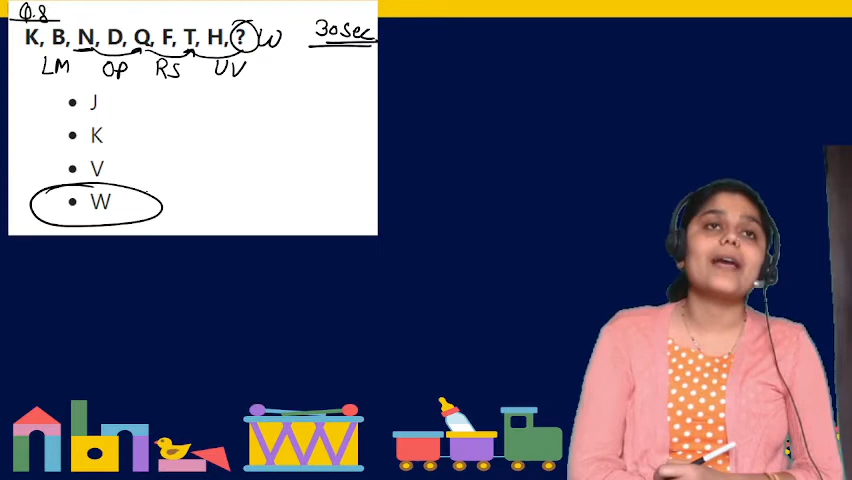 Q.8
K, B, N, D, Q, F, T, H, ? W
30sec
LM OP RS UV
• J
• K
• V
• W